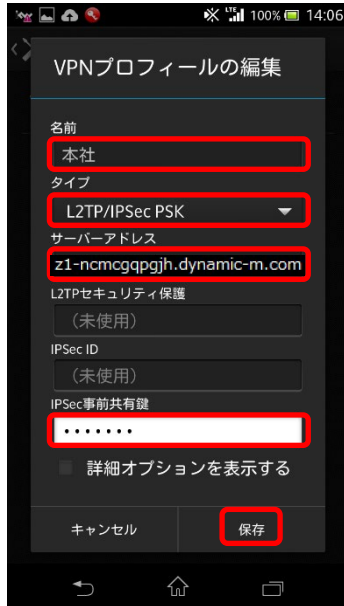 LTE 100% 14:06
VPNプロフィールの編集
名前
本社
タイプ
L2TP/IPSec PSK
サーバーアドレス
z1-ncmcgqpgjh.dynamic-m.com
L2TPセキュリティ保護
(未使用)
IPSec ID
(未使用)
IPSec事前共有鍵
•••••••
詳細オプションを表示する
キャンセル 保存